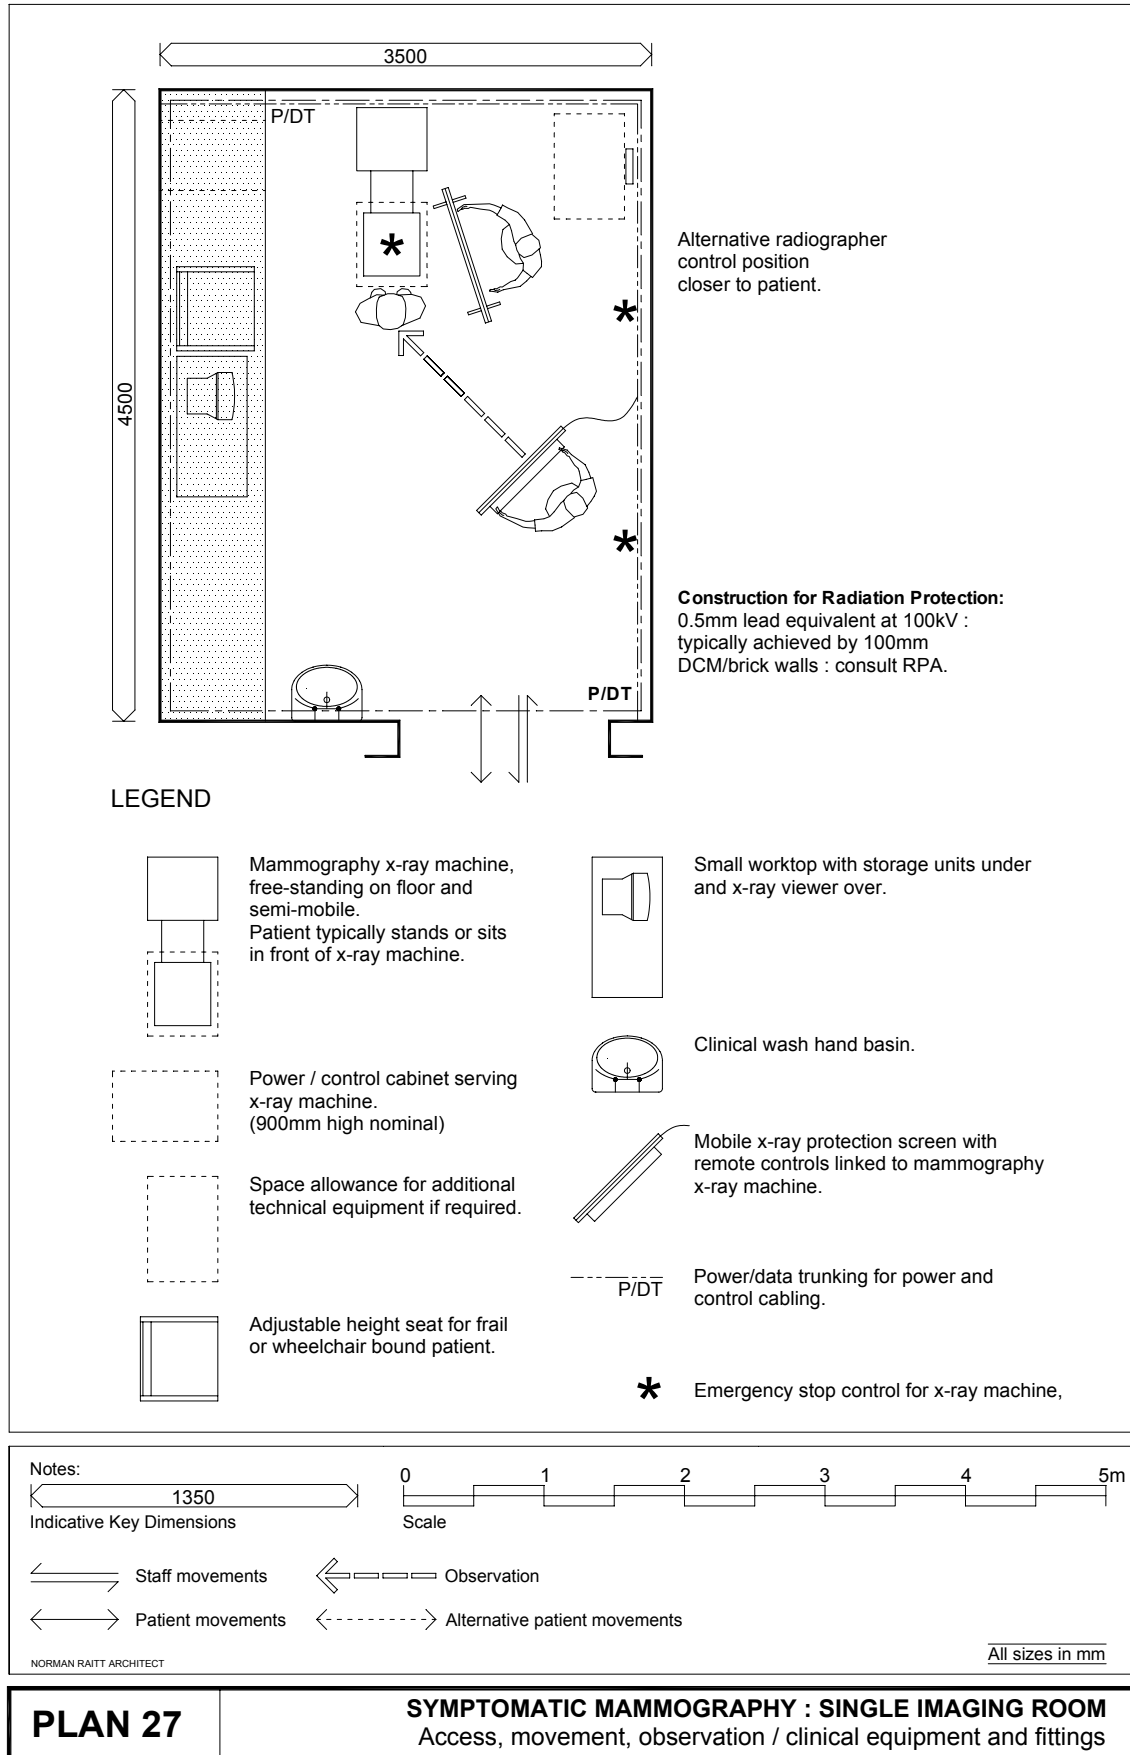 3500
4500
P/DT
*
Alternative radiographer
control position
closer to patient.
*
*
Construction for Radiation Protection:
0.5mm lead equivalent at 100kV :
typically achieved by 100mm
DCM/brick walls : consult RPA.
P/DT
LEGEND
Mammography x-ray machine,
free-standing on floor and
semi-mobile.
Patient typically stands or sits
in front of x-ray machine.
Power / control cabinet serving
x-ray machine.
(900mm high nominal)
Space allowance for additional
technical equipment if required.
Adjustable height seat for frail
or wheelchair bound patient.
Small worktop with storage units under
and x-ray viewer over.
Clinical wash hand basin.
Mobile x-ray protection screen with
remote controls linked to mammography
x-ray machine.
P/DT
Power/data trunking for power and
control cabling.
* Emergency stop control for x-ray machine,
Notes:
1350
Indicative Key Dimensions
0 1 2 3 4 5m
Scale
Staff movements
Observation
Patient movements
Alternative patient movements
NORMAN RAITT ARCHITECT
All sizes in mm
PLAN 27
SYMPTOMATIC MAMMOGRAPHY : SINGLE IMAGING ROOM
Access, movement, observation / clinical equipment and fittings